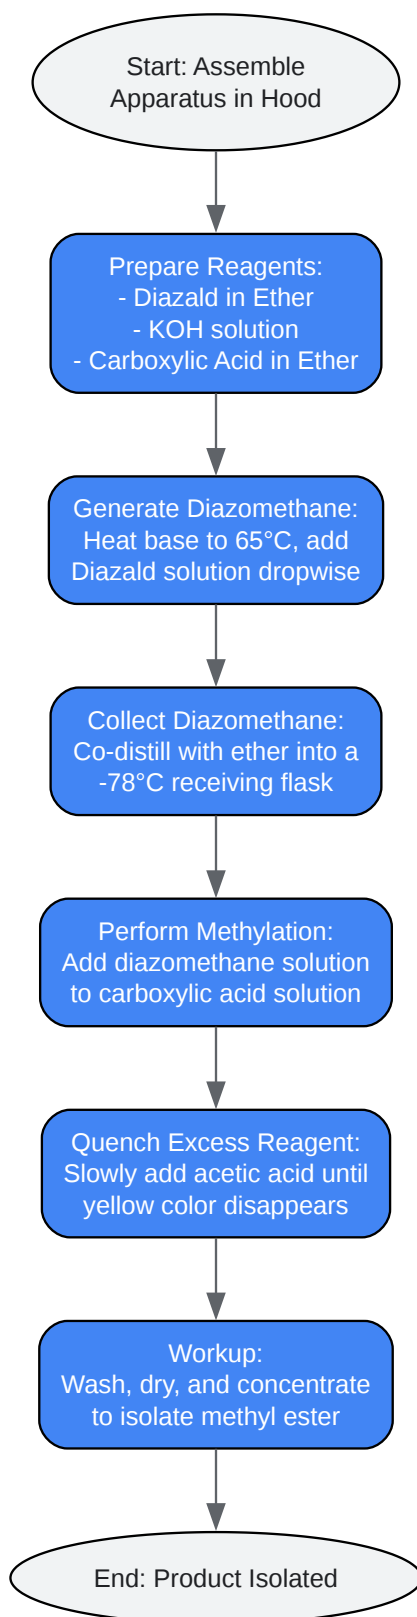 Start: Assemble
Apparatus in Hood
Prepare Reagents:
- Diazald in Ether
- KOH solution
- Carboxylic Acid in Ether
Generate Diazomethane:
Heat base to 65°C, add
Diazald solution dropwise
Collect Diazomethane:
Co-distill with ether into a
-78°C receiving flask
Perform Methylation:
Add diazomethane solution
to carboxylic acid solution
Quench Excess Reagent:
Slowly add acetic acid until
yellow color disappears
Workup:
Wash, dry, and concentrate
to isolate methyl ester
End: Product Isolated